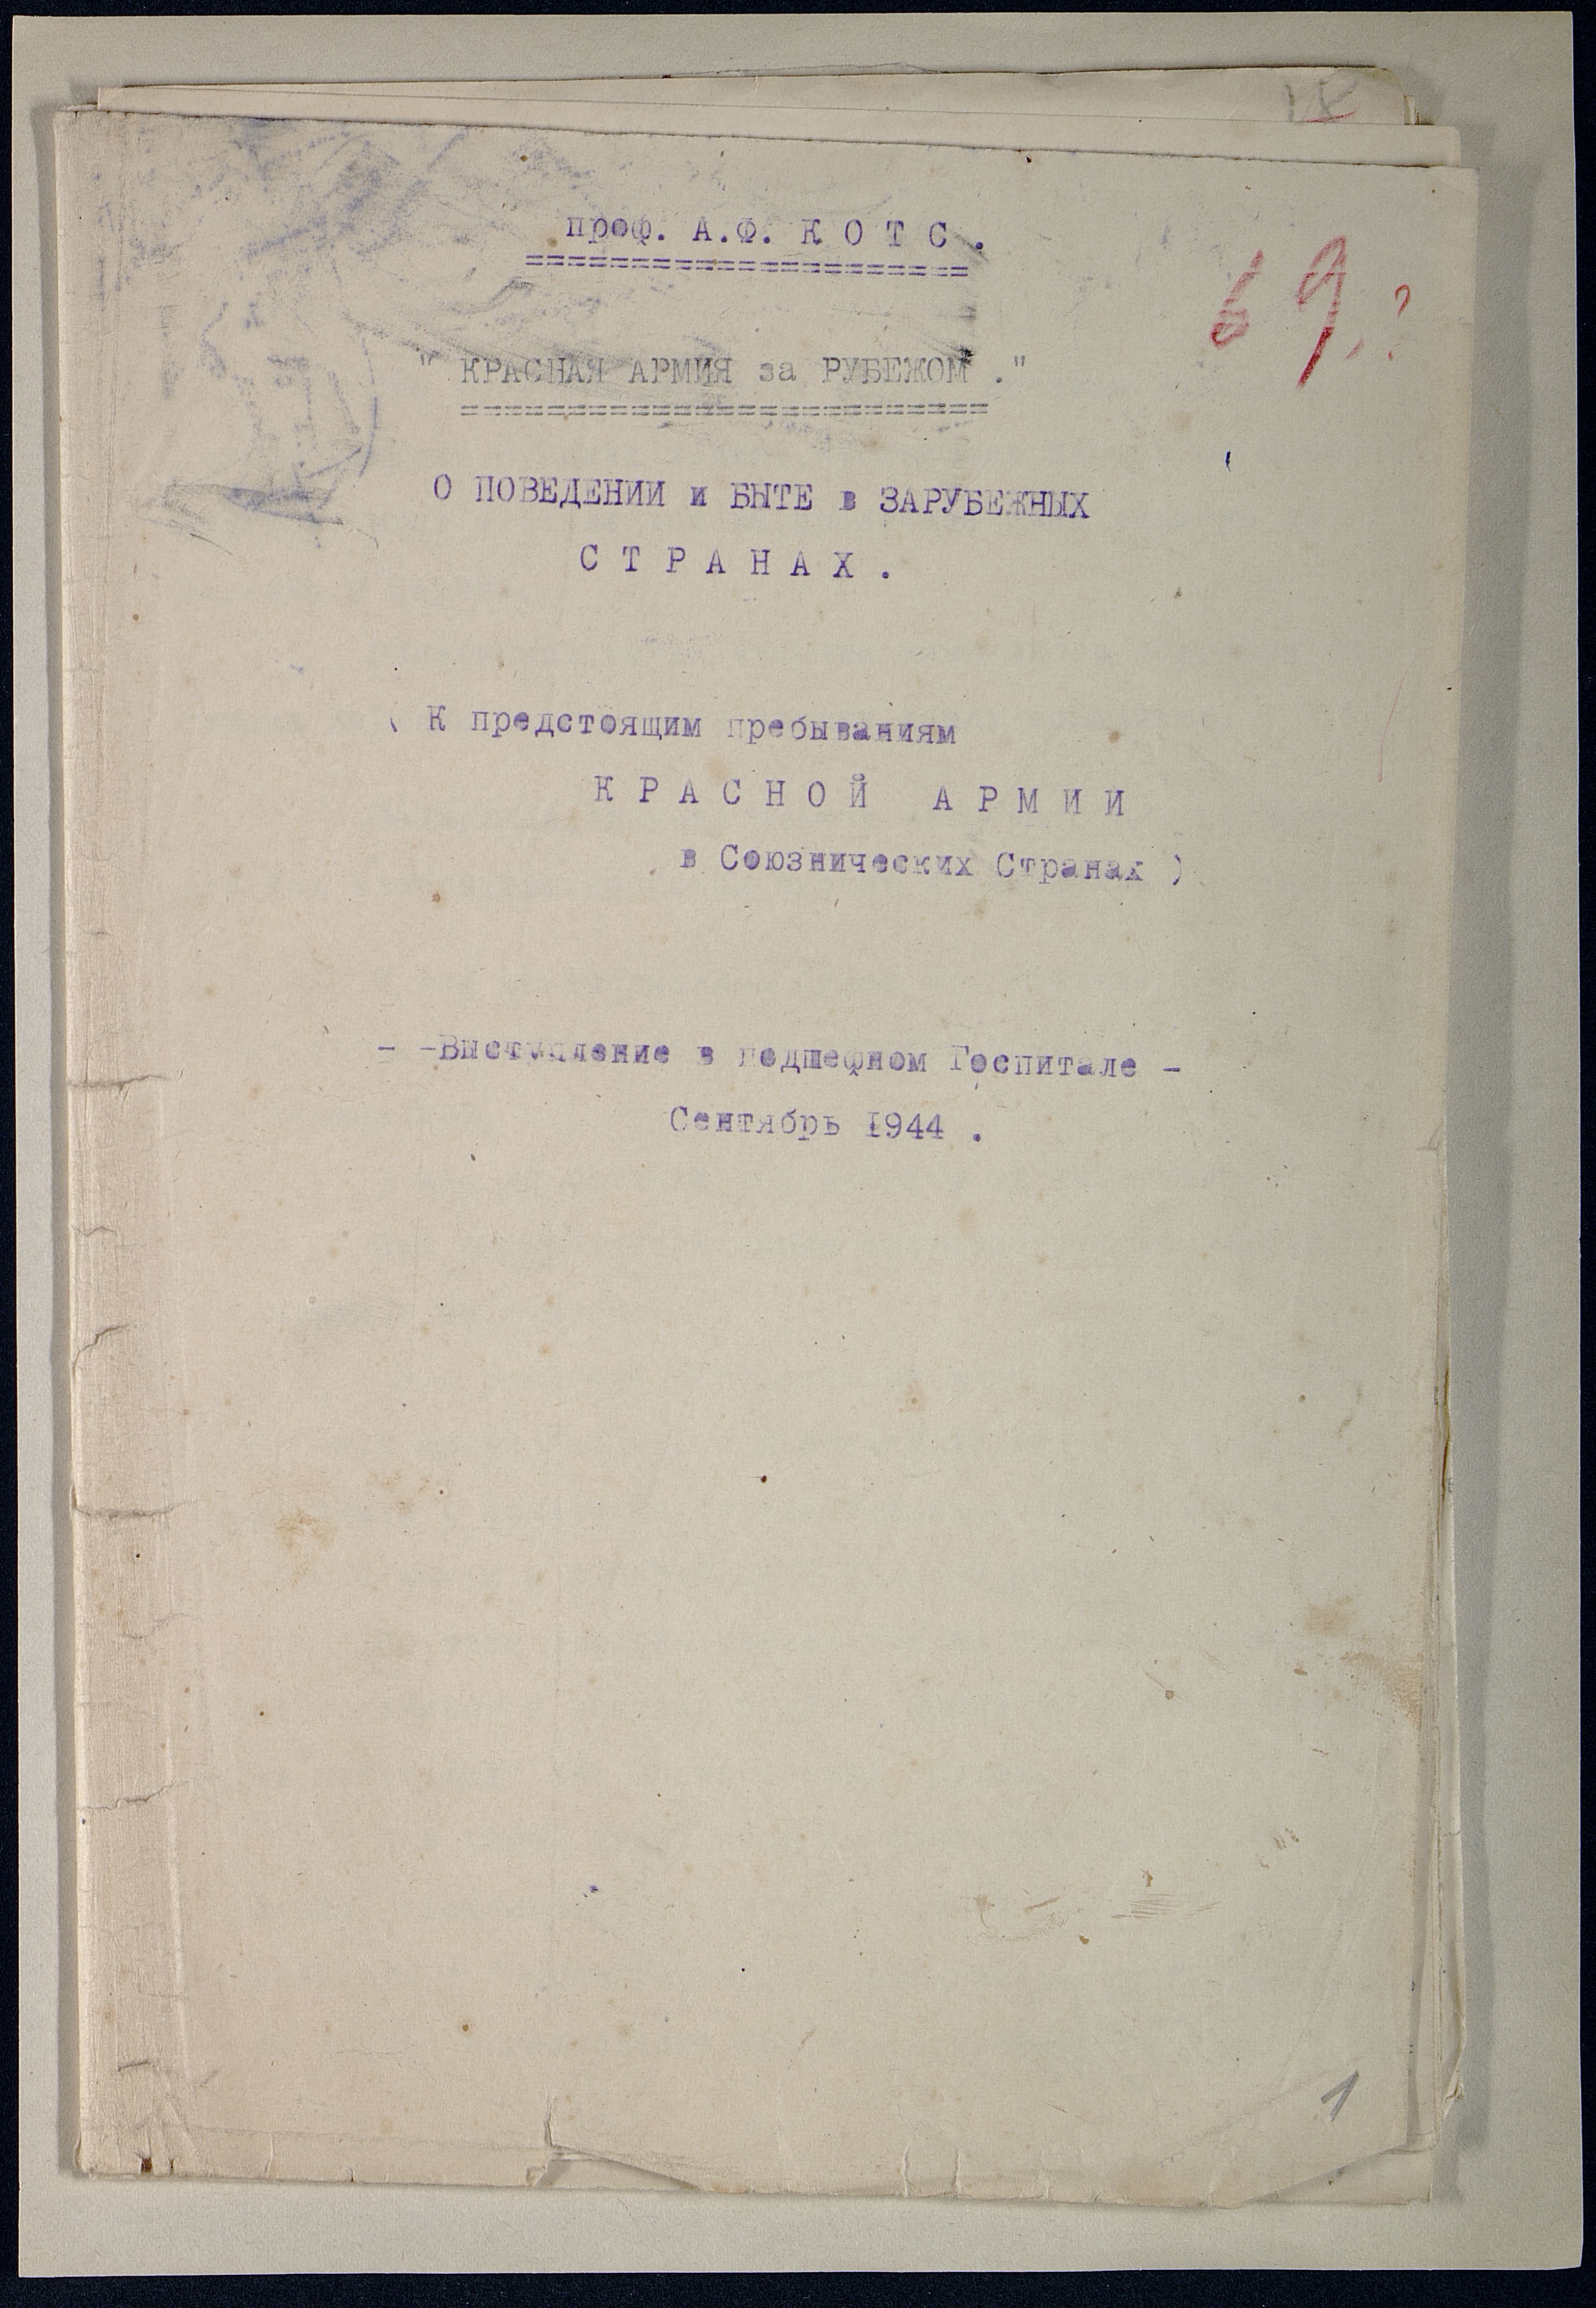 18
проф. А.Ф. К О Т С .
====================
69.?
" КРАСНАЯ АРМИЯ за РУБЕЖОМ ."
========================
О ПОВЕДЕНИИ и БЫТЕ в ЗАРУБЕЖНЫХ
С Т Р А Н А Х .
( К предстоящим пребываниям
К Р А С Н О Й А Р М И И
в Союзнических Странах )
- -Выступление в подшефном Госпитале -
Сентябрь 1944 .
1